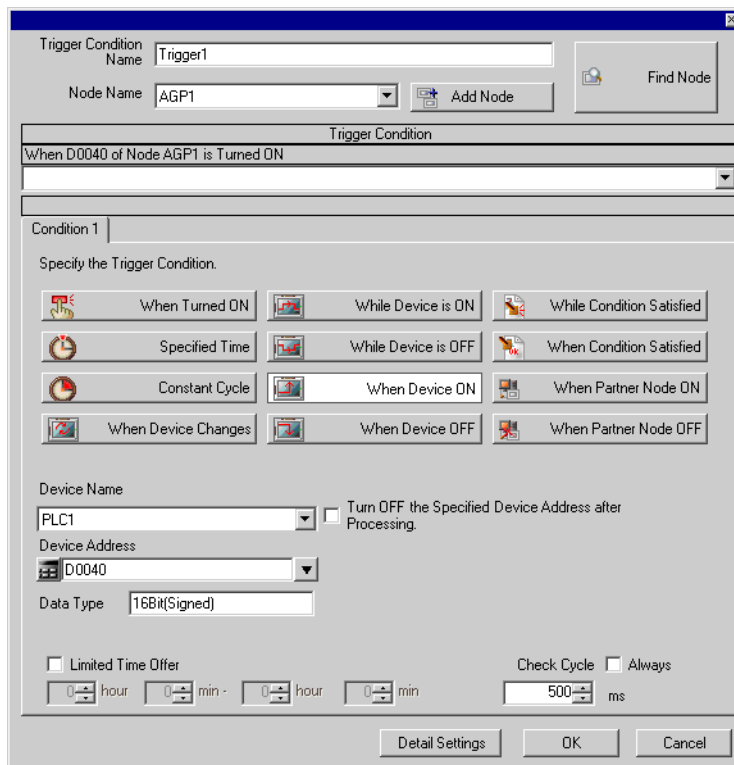 Trigger Condition
Name
Trigger1
Find Node
Node Name
AGP1
Add Node
Trigger Condition
When D0040 of Node AGP1 is Turned ON
Condition 1
Specify the Trigger Condition.
When Turned ON
While Device is ON
While Condition Satisfied
Specified Time
While Device is OFF
When Condition Satisfied
Constant Cycle
When Device ON
When Partner Node ON
When Device Changes
When Device OFF
When Partner Node OFF
Device Name
PLC1
Turn OFF the Specified Device Address after
Processing.
Device Address
D0040
Data Type
16Bit(Signed)
Limited Time Offer
Check Cycle
Always
0 hour 0 min - 0 hour 0 min
500 ms
Detail Settings
OK
Cancel